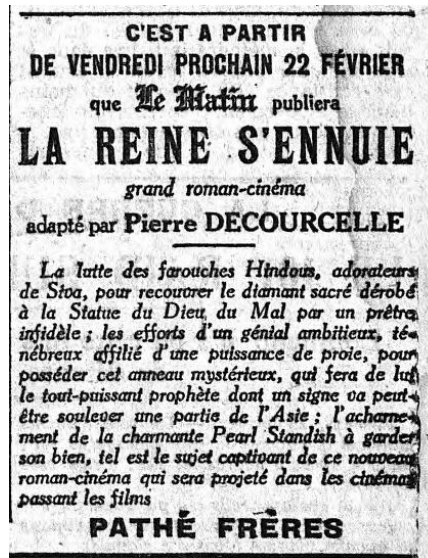 C'EST A PARTIR
DE VENDREDI PROCHAIN 22 FÉVRIER
que Le Matin publiera
LA REINE S'ENNUIE
grand roman-cinéma
adapté par Pierre DECOURCELLE
La lutte des farouches Hindous, adorateurs
de Siva, pour recouvrer le diamant sacré dérobé
à la Statue du Dieu du Mal par un prêtre
infidèle ; les efforts d'un génial ambitieux, té-
nébreux affilié d'une puissance de proie, pour
posséder cet anneau mystérieux, qui fera de lui
le tout-puissant prophète dont un signe va peut-
être soulever une partie de l'Asie ; l'acharne-
ment de la charmante Pearl Standish à garder
son bien, tel est le sujet captivant de ce nouveau
roman-cinéma qui sera projeté dans les cinémas
passant les films
PATHÉ FRÈRES